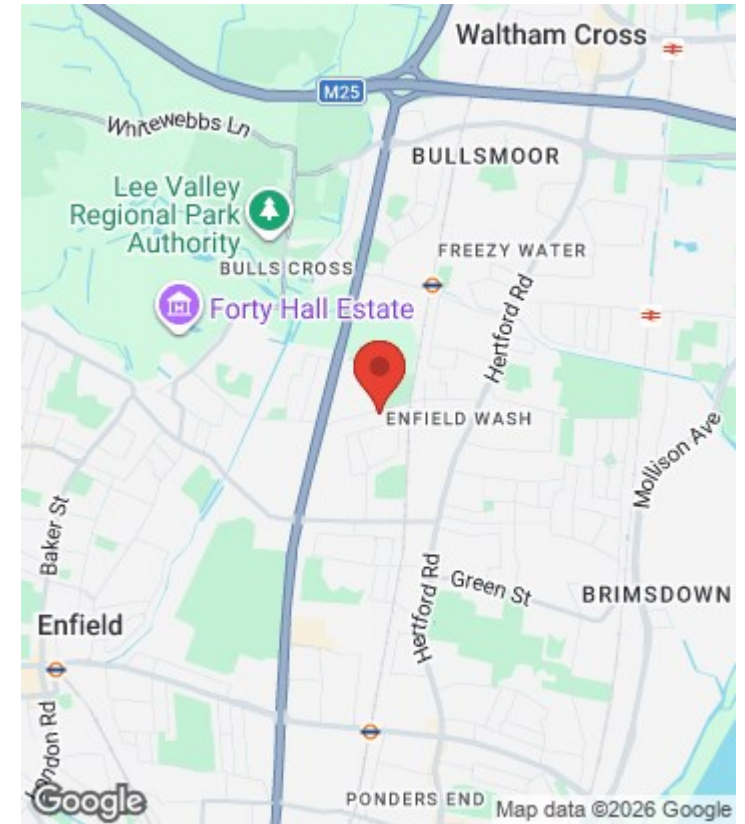 Waltham Cross
M25
Whitewebbs Ln
BULLSMOOR
Lee Valley
Regional Park
Authority
FREEZY WATER
BULLS CROSS
Forty Hall Estate
Hertford Rd
ENFIELD WASH
Mollison Ave
Baker St
Green St
BRIMSDOWN
Hertford Rd
Enfield
London Rd
Google
PONDERS END
Map data ©2026 Google